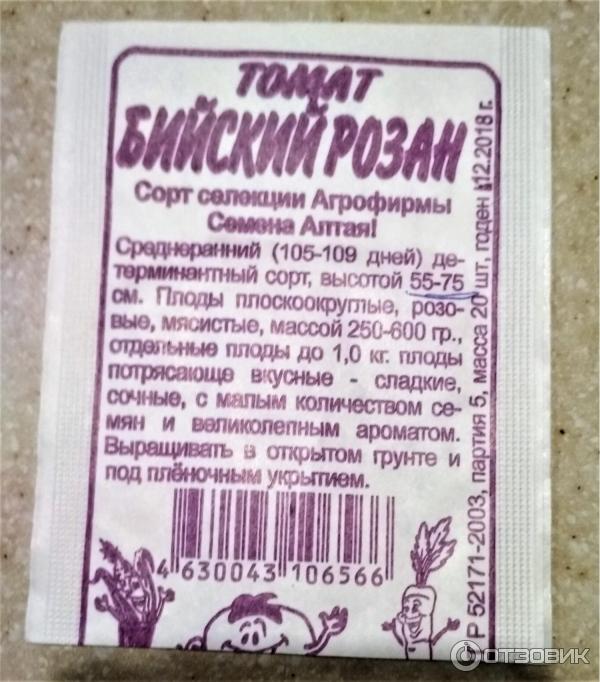 ТОМАТ
БИЙСКИЙ РОЗАН
Сорт селекции Агрофирмы
Семена Алтая!
Среднеранний (105-109 дней) де-
терминантный сорт, высотой 55-75
см. Плоды плоскоокруглые, розо-
вые, мясистые, массой 250-600 гр.,
отдельные плоды до 1,0 кг. плоды
потрясающе вкусные - сладкие,
сочные, с малым количеством се-
мян и великолепным ароматом.
Выращивать в открытом грунте и
под плёночным укрытием.
4 630043 106566
Р 52171-2003, партия 5, масса 20 шт, годен 12.2018 г.
ОТЗОВИК